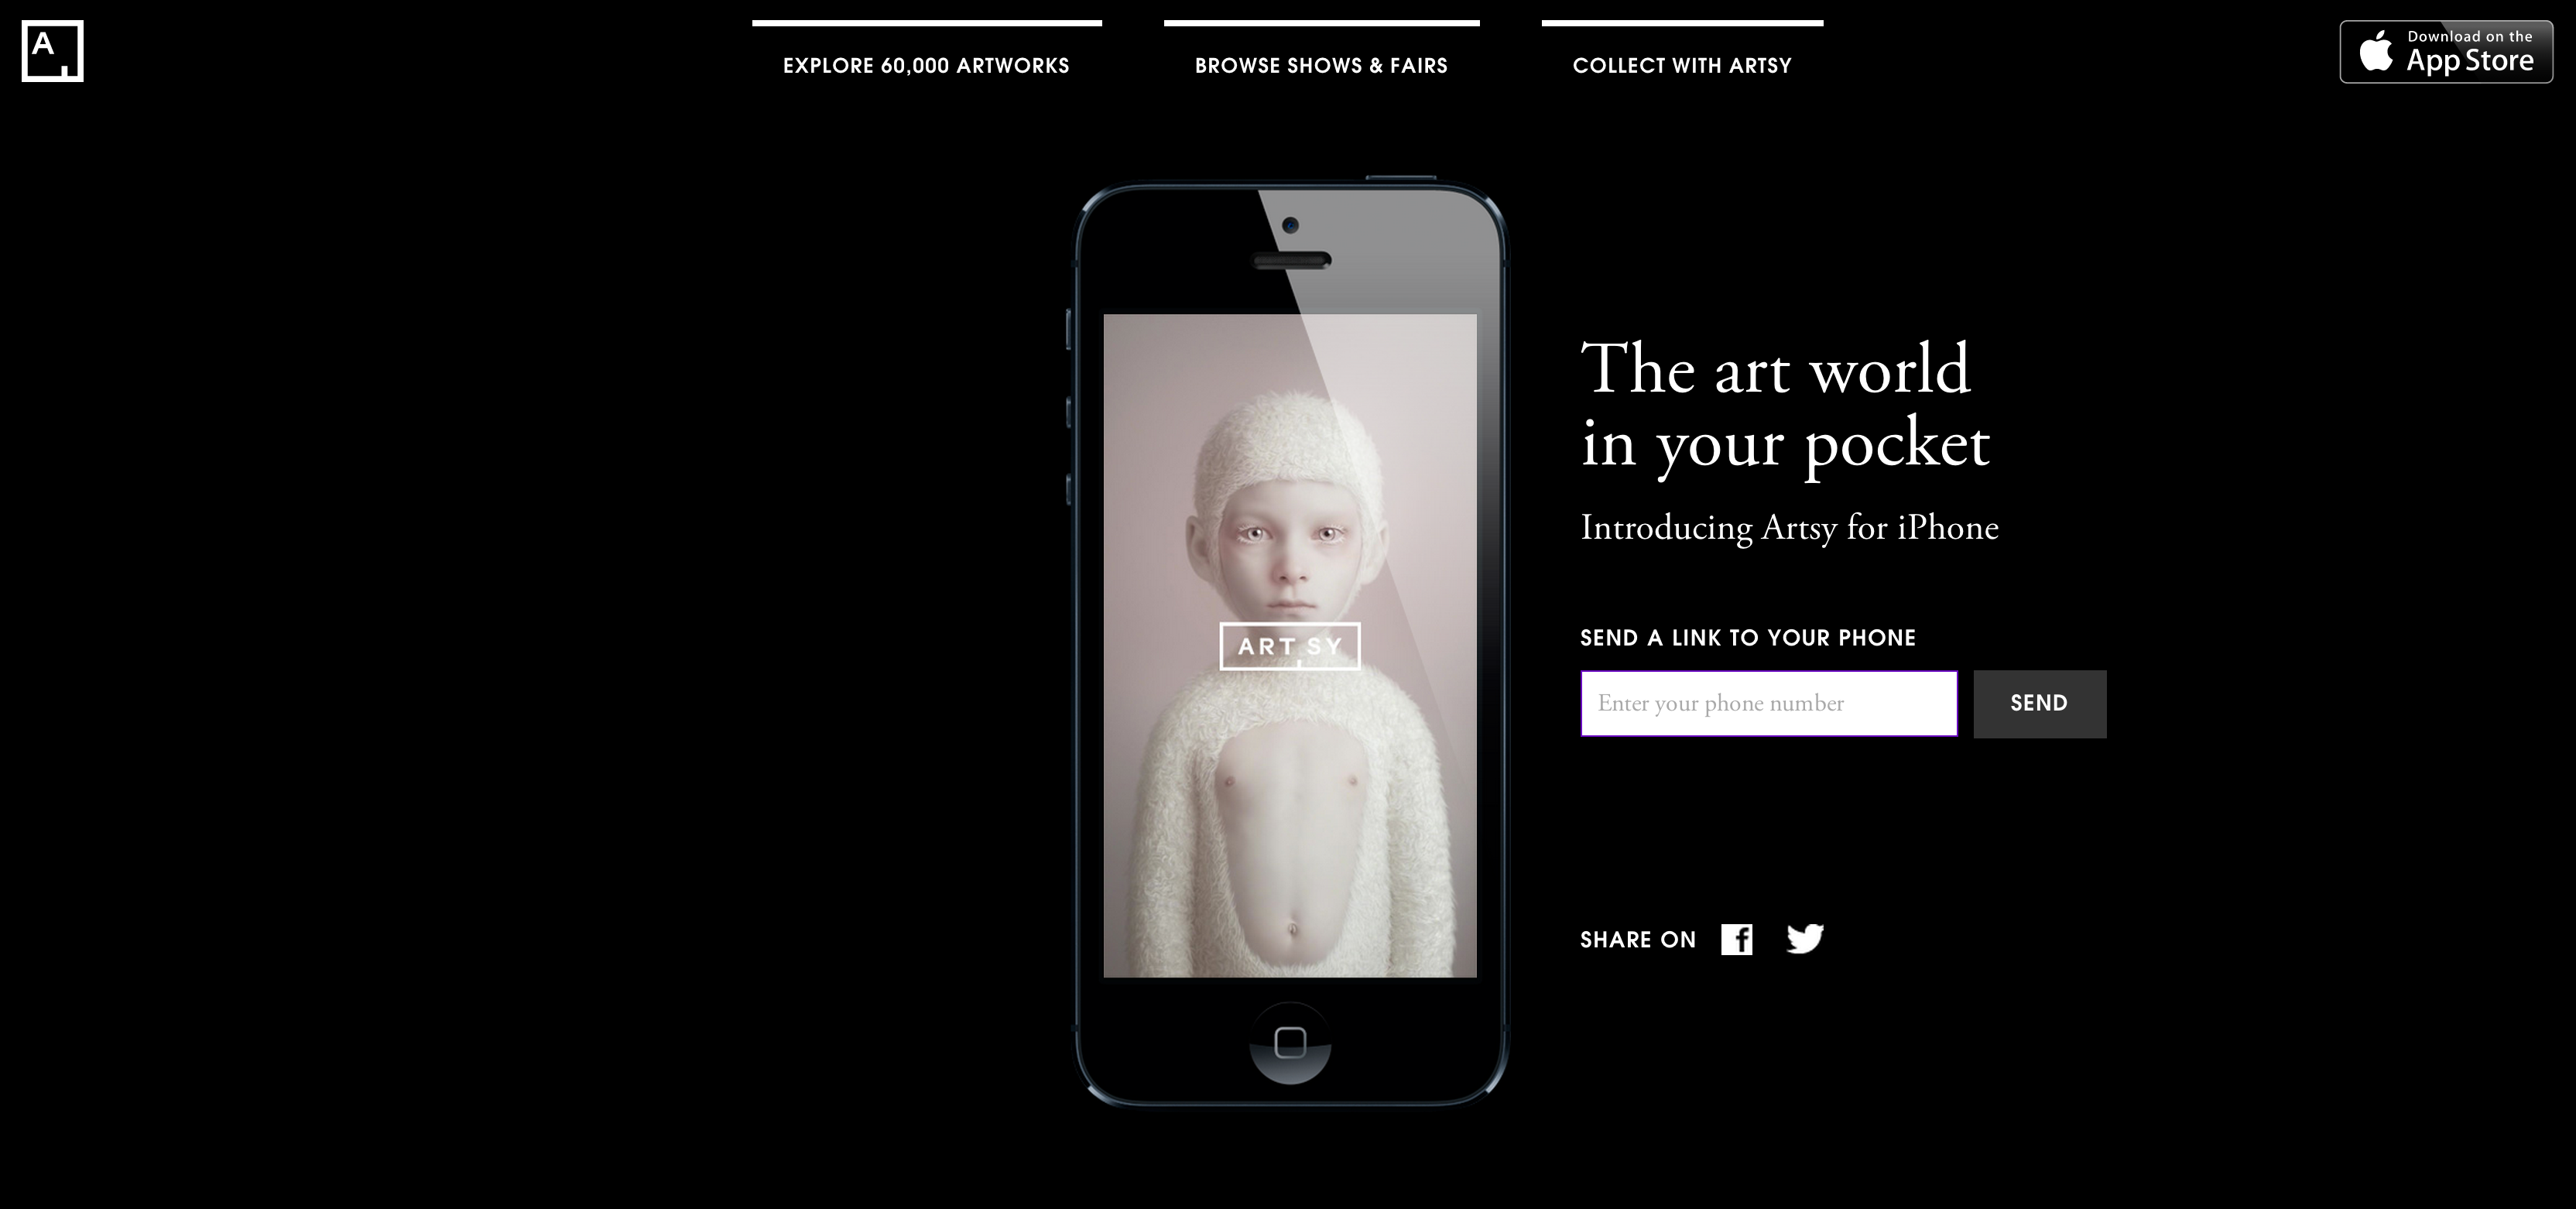 A
EXPLORE 60,000 ARTWORKS
BROWSE SHOWS & FAIRS
COLLECT WITH ARTSY
Download on the
App Store
The art world
in your pocket
Introducing Artsy for iPhone
ARTSY
SEND A LINK TO YOUR PHONE
Enter your phone number
SEND
SHARE ON